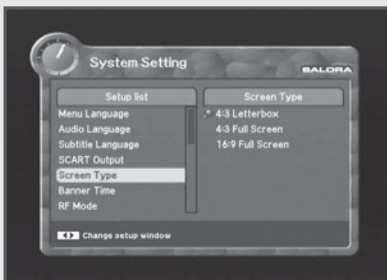 System Setting
SALORA
Setup list
Menu Language
Audio Language
Subtitle Language
SCART Output
Screen Type
Banner Time
RF Mode
Screen Type
4:3 Letterbox
4:3 Full Screen
16:9 Full Screen
Change setup window